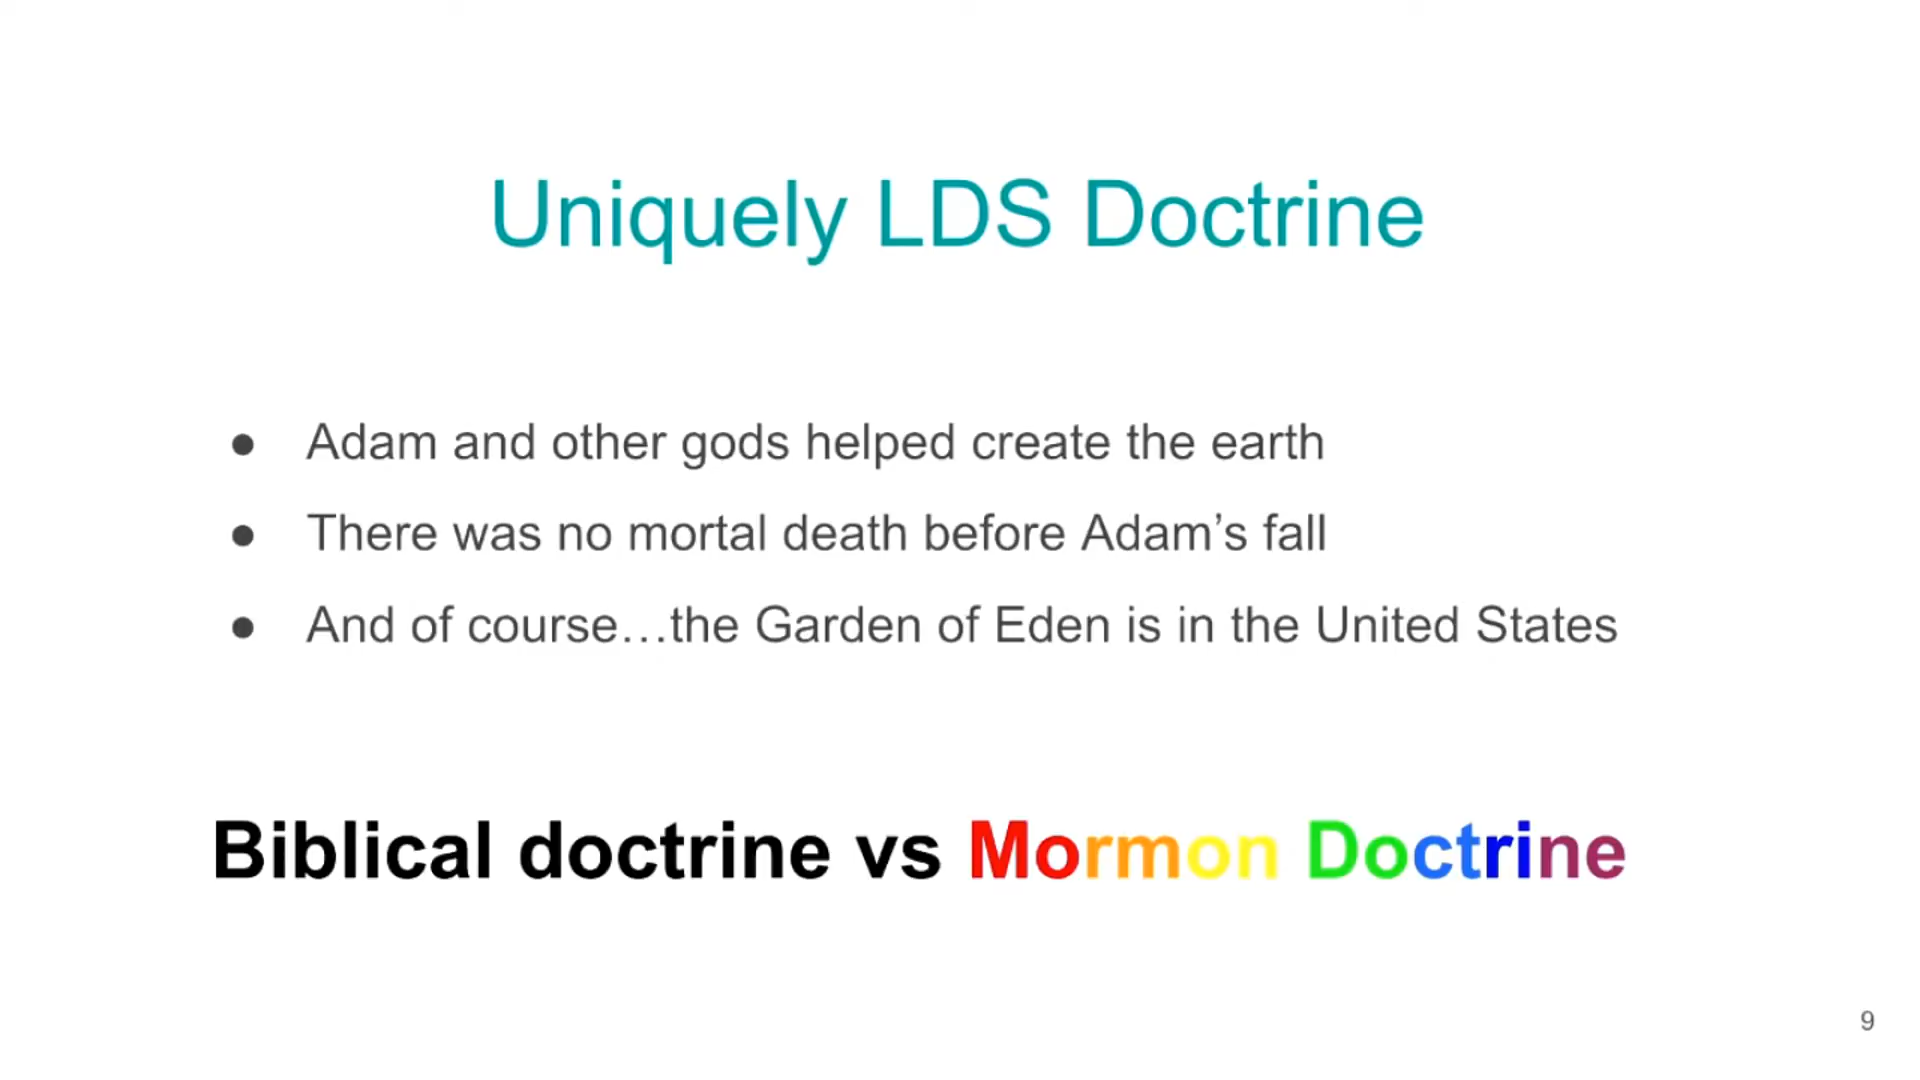 Uniquely LDS Doctrine
● Adam and other gods helped create the earth
● There was no mortal death before Adam’s fall
● And of course…the Garden of Eden is in the United States
Biblical doctrine vs Mormon Doctrine
9